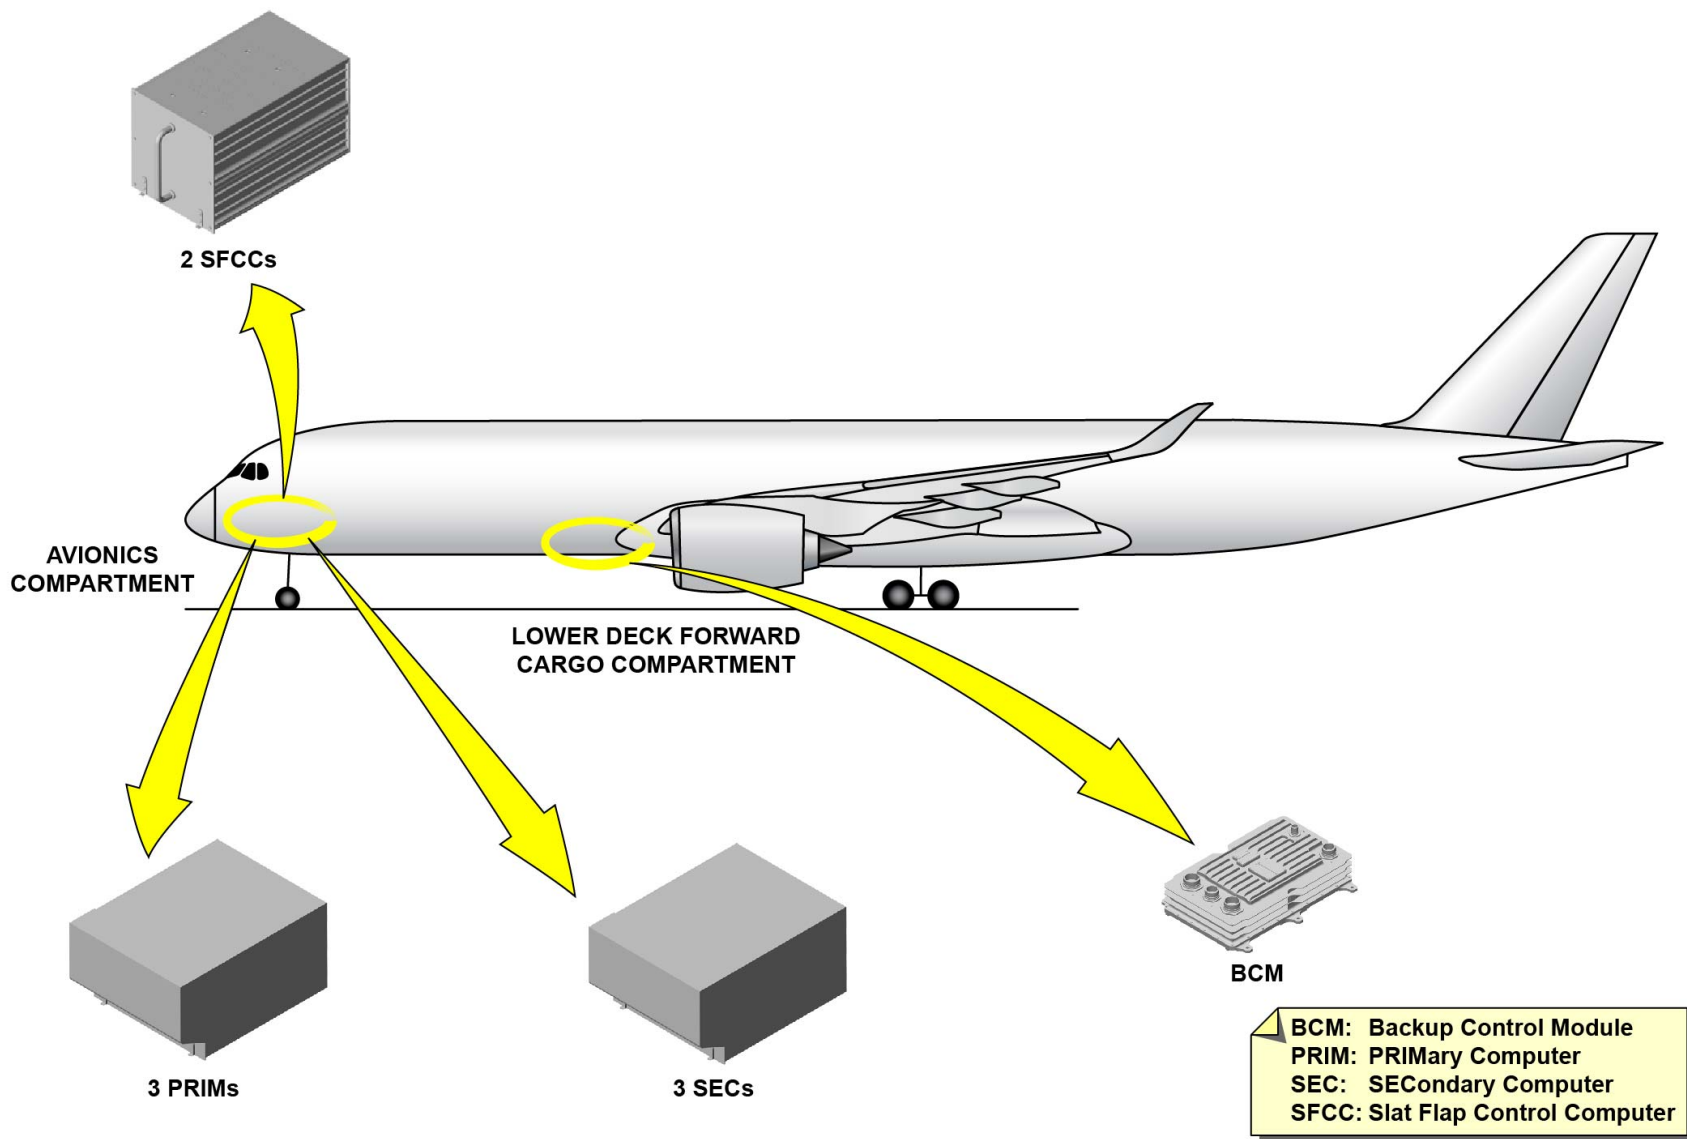 2 SFCCs
AVIONICS
COMPARTMENT
LOWER DECK FORWARD
CARGO COMPARTMENT
BCM
3 PRIMs
3 SECs
BCM: Backup Control Module
PRIM: PRIMary Computer
SEC: SECondary Computer
SFCC: Slat Flap Control Computer